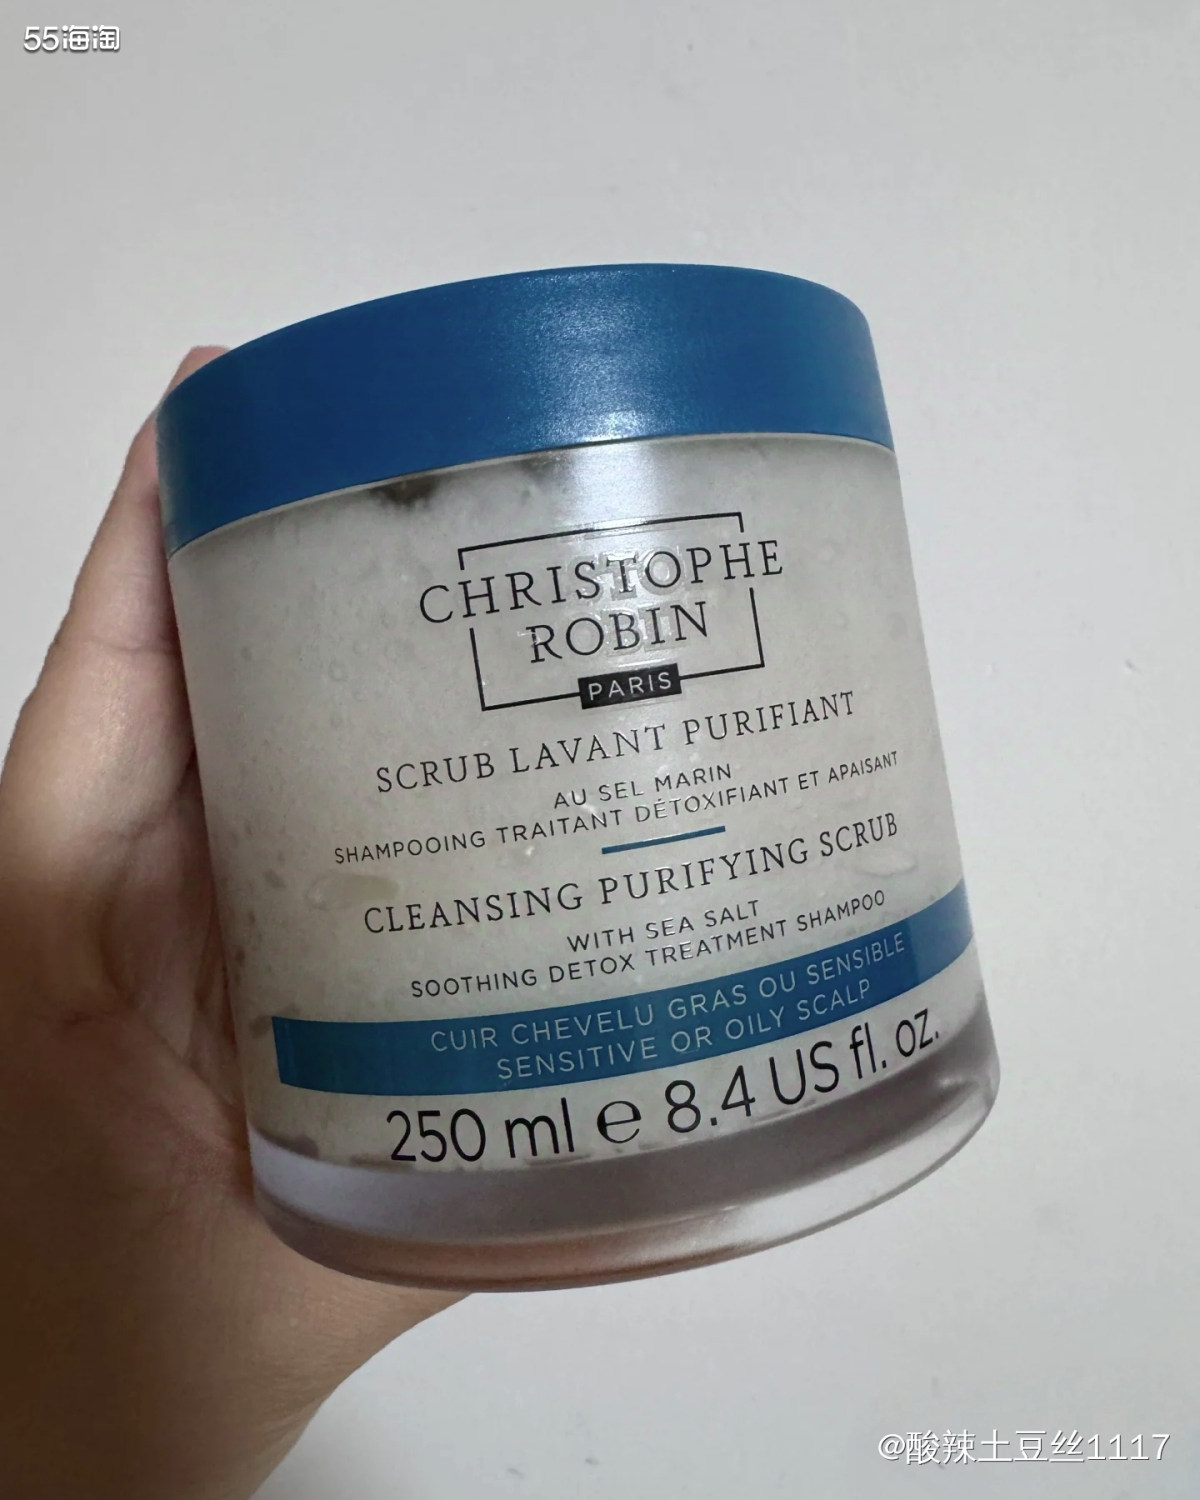 55海淘
CHRISTOPHE
ROBIN
PARIS
SCRUB LAVANT PURIFIANT
AU SEL MARIN
SHAMPOOING TRAITANT DÉTOXIFIANT ET APAISANT
CLEANSING PURIFYING SCRUB
WITH SEA SALT
SOOTHING DETOX TREATMENT SHAMPOO
CUIR CHEVELU GRAS OU SENSIBLE
SENSITIVE OR OILY SCALP
250 ml ℮ 8.4 US fl. oz.
@酸辣土豆丝1117